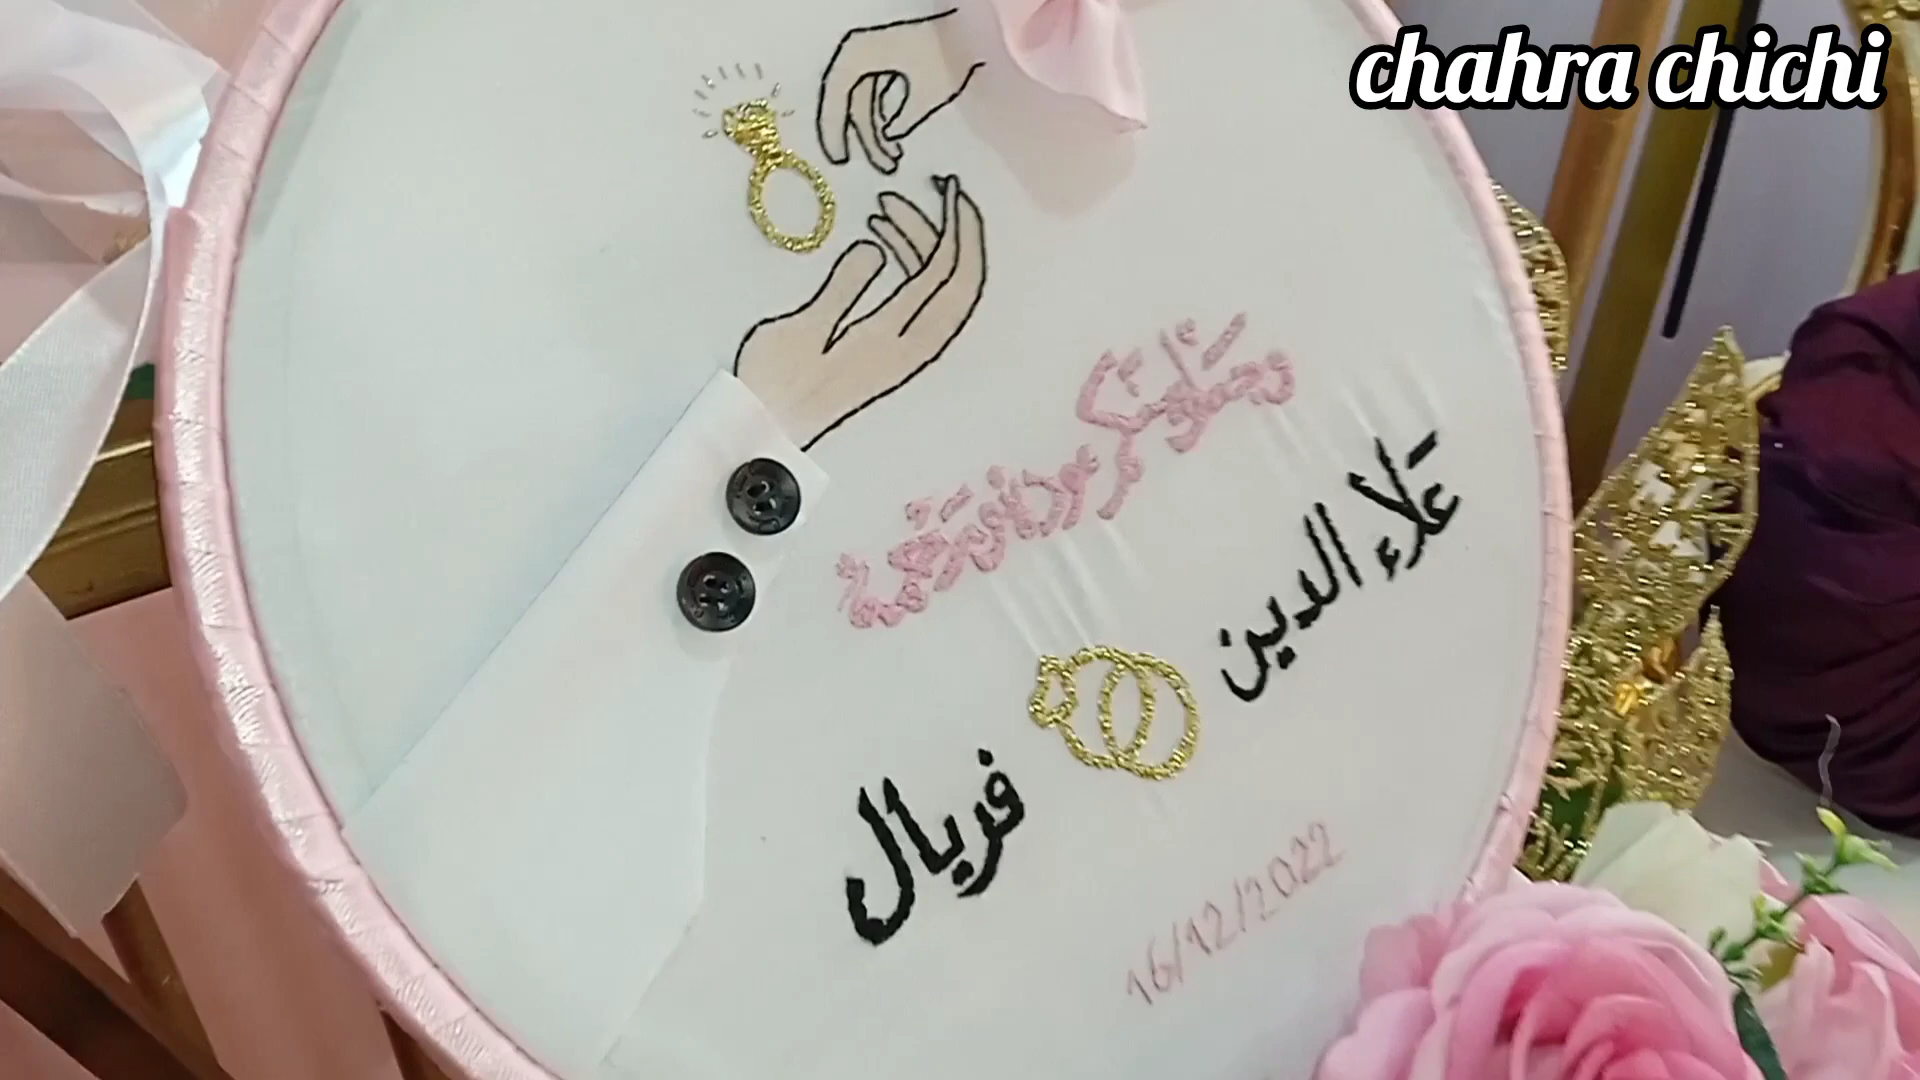 chahra chichi
وجعل بينكم مودة ورحمة
علاء الدين
فريال
16/12/2022